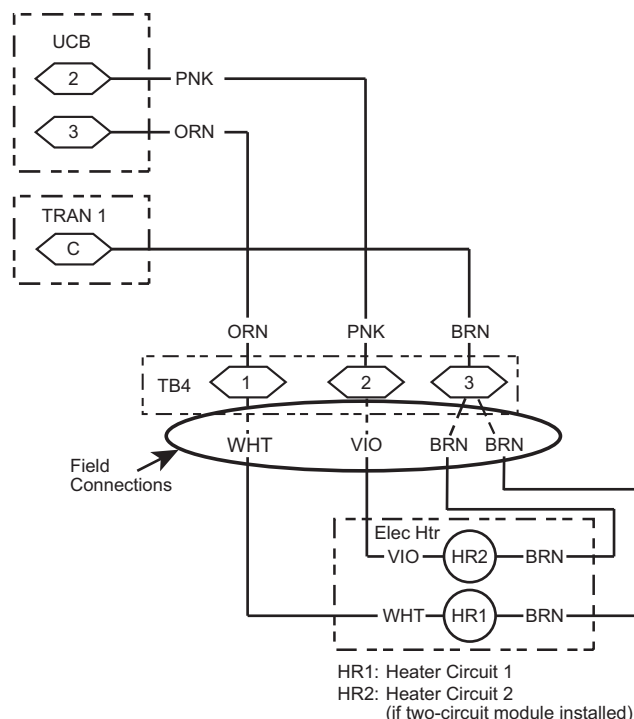 UCB
2 PNK
3 ORN
TRAN 1
C
ORN PNK BRN
TB4 1 2 3
WHT VIO BRN BRN
Field
Connections
Elec Htr
VIO HR2 BRN
WHT HR1 BRN
HR1: Heater Circuit 1
HR2: Heater Circuit 2
(if two-circuit module installed)